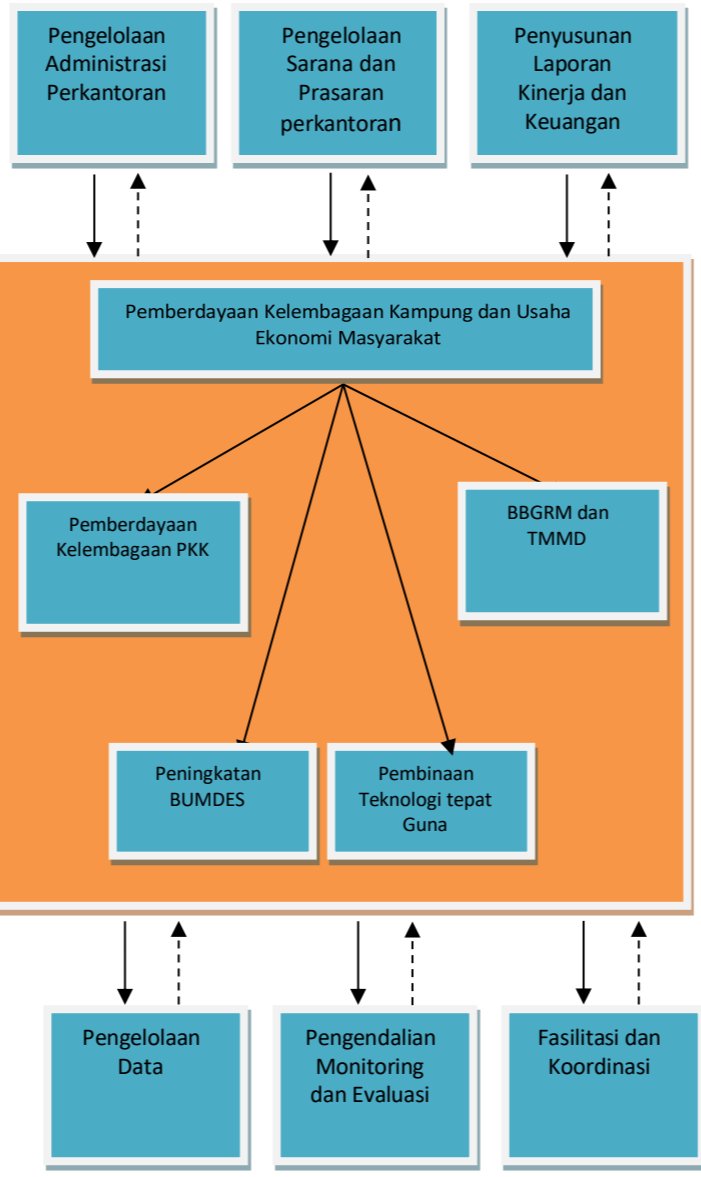 Pengelolaan
Administrasi
Perkantoran
Pengelolaan
Sarana dan
Prasaran
perkantoran
Penyusunan
Laporan
Kinerja dan
Keuangan
Pemberdayaan Kelembagaan Kampung dan Usaha
Ekonomi Masyarakat
Pemberdayaan
Kelembagaan PKK
BBGRM dan
TMMD
Peningkatan
BUMDES
Pembinaan
Teknologi tepat
Guna
Pengelolaan
Data
Pengendalian
Monitoring
dan Evaluasi
Fasilitasi dan
Koordinasi